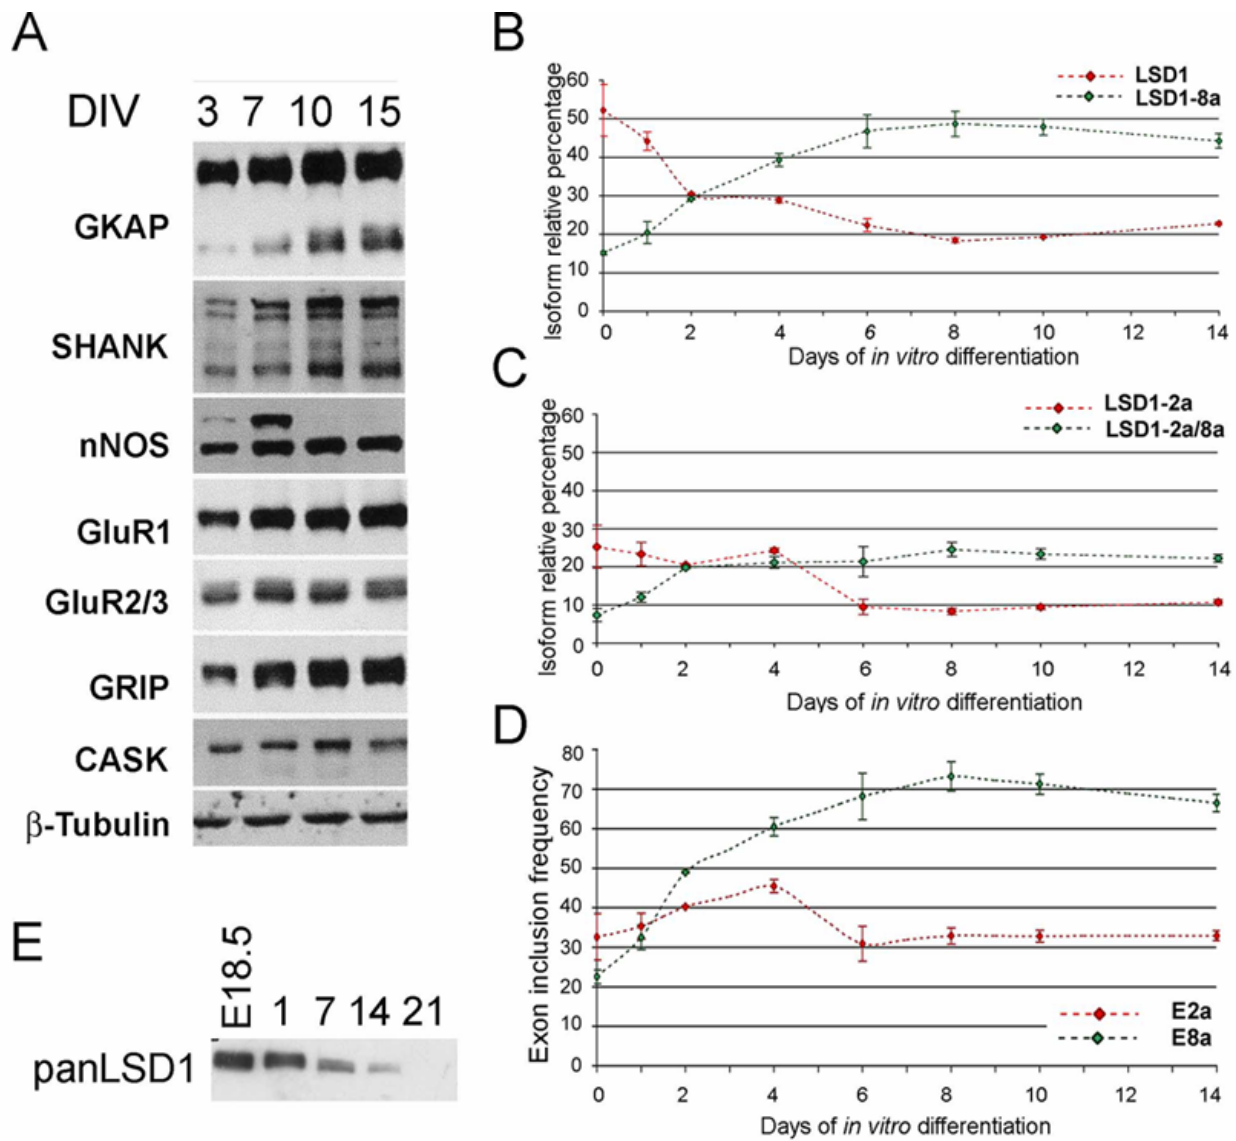 A
DIV 3 7 10 15
GKAP
SHANK
nNOS
GluR1
GluR2/3
GRIP
CASK
β-Tubulin
B
LSD1
LSD1-8a
Isoform relative percentage
60
50
40
30
20
10
0
0 2 4 6 8 10 12 14
Days of in vitro differentiation
C
LSD1-2a
LSD1-2a/8a
Isoform relative percentage
60
50
40
30
20
10
0
0 2 4 6 8 10 12 14
Days of in vitro differentiation
D
Exon inclusion frequency
80
70
60
50
40
30
20
10
0
E2a
E8a
0 2 4 6 8 10 12 14
Days of in vitro differentiation
E
E18.5 1 7 14 21
panLSD1